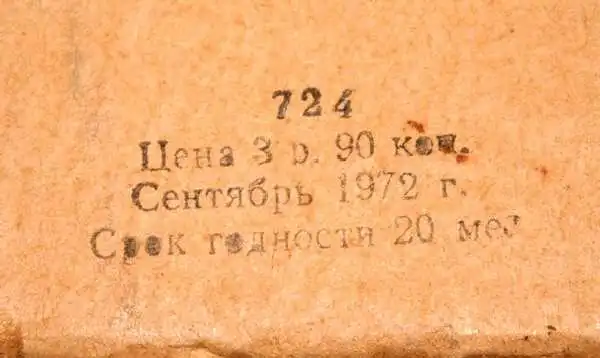 724
Цена 3 р. 90 коп.
Сентябрь 1972 г.
Срок годности 20 мес